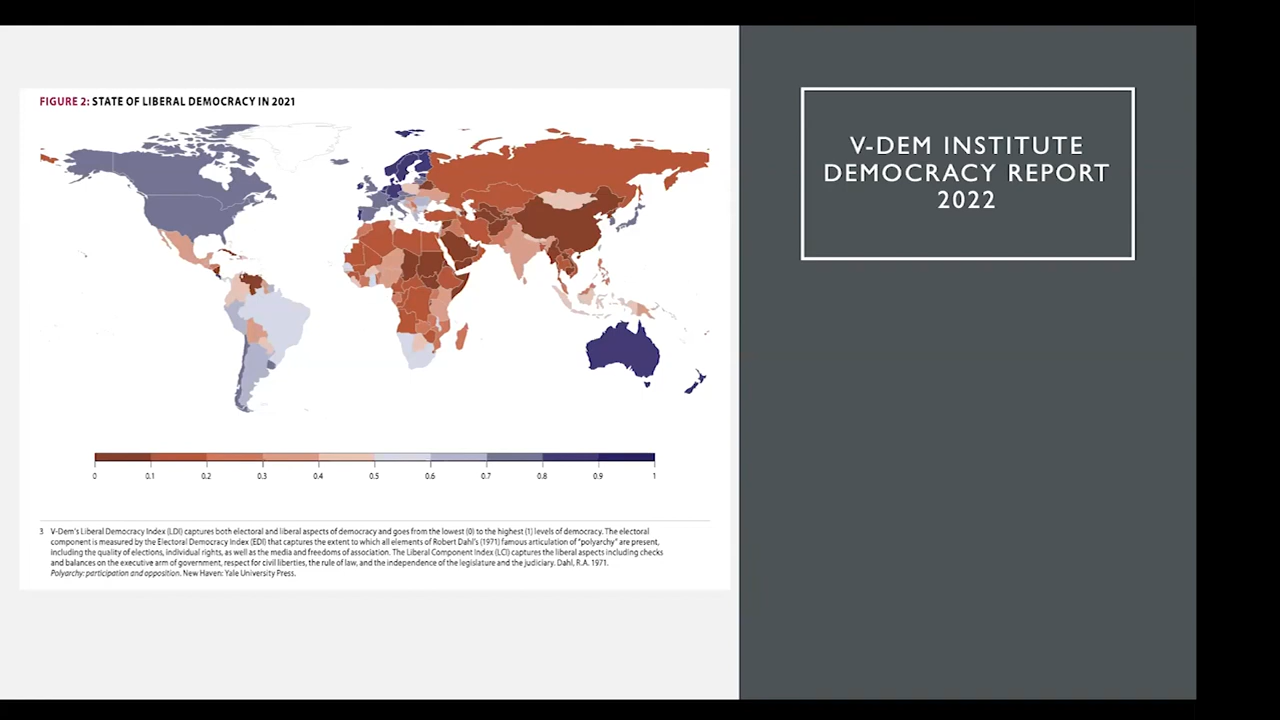 FIGURE 2: STATE OF LIBERAL DEMOCRACY IN 2021
0 0.1 0.2 0.3 0.4 0.5 0.6 0.7 0.8 0.9 1
3 V-Dem's Liberal Democracy Index (LDI) captures both electoral and liberal aspects of democracy and goes from the lowest (0) to the highest (1) levels of democracy. The electoral
component is measured by the Electoral Democracy Index (EDI) that captures the extent to which all elements of Robert Dahl's (1971) famous articulation of "polyarchy" are present,
including the quality of elections, individual rights, as well as the media and freedoms of association. The Liberal Component Index (LCI) captures the liberal aspects including checks
and balances on the executive arm of government, respect for civil liberties, the rule of law, and the independence of the legislature and the judiciary. Dahl, R.A. 1971.
Polyarchy: participation and opposition. New Haven: Yale University Press.
V-DEM INSTITUTE
DEMOCRACY REPORT
2022